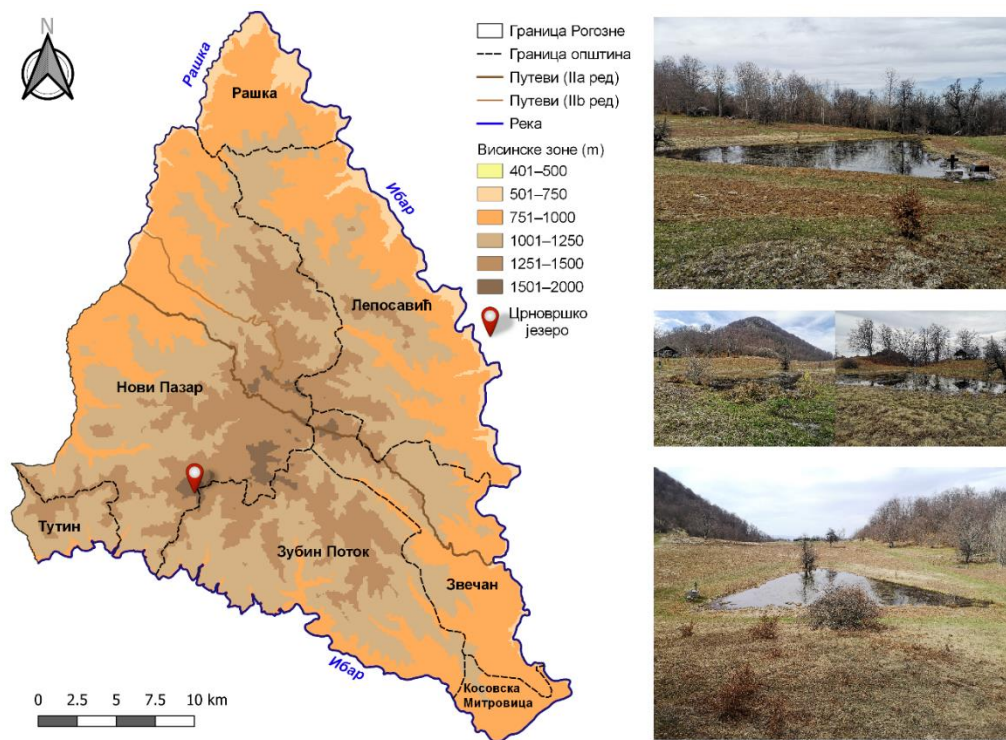 N
Рашка
Рашка
Ибар
Лепосавић
Нови Пазар
Тутин
Зубин Поток
Звечан
Ибар
Косовска
Митровица
0 2.5 5 7.5 10 km
Граница Рогозне
Граница општина
Путеви (IIа ред)
Путеви (IIb ред)
Река
Висинске зоне (m)
401–500
501–750
751–1000
1001–1250
1251–1500
1501–2000
Црновршко
језеро